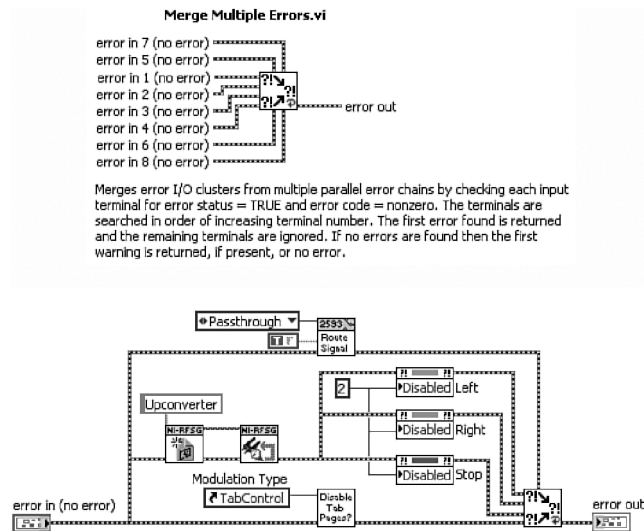 Merge Multiple Errors.vi
error in 7 (no error)
error in 5 (no error)
error in 1 (no error)
error in 2 (no error)
error in 3 (no error)
error in 4 (no error)
error in 6 (no error)
error in 8 (no error)
?!
?!
?!
error out
Merges error I/O clusters from multiple parallel error chains by checking each input
terminal for error status = TRUE and error code = nonzero. The terminals are
searched in order of increasing terminal number. The first error found is returned
and the remaining terminals are ignored. If no errors are found then the first
warning is returned, if present, or no error.
Passthrough
2593
T F
Route
Signal
2
?! ?!
Disabled Left
Upconverter
NI-RFSG
NI-RFSG
?! ?!
Disabled Right
?! ?!
Disabled Stop
Modulation Type
TabControl
Disable
Tab
Pages?
error in (no error)
?!
?!
?!
error out